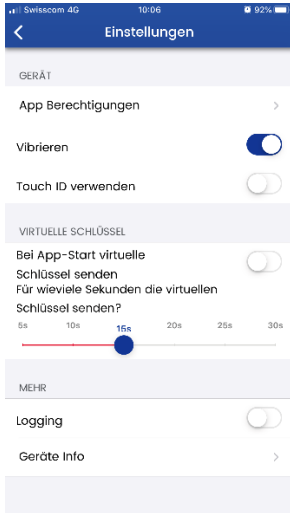 Swisscom 4G 10:06 92%
Einstellungen
GERÄT
App Berechtigungen
Vibrieren
Touch ID verwenden
VIRTUELLE SCHLÜSSEL
Bei App-Start virtuelle
Schlüssel senden
Für wieviele Sekunden die virtuellen
Schlüssel senden?
5s 10s 15s 20s 25s 30s
MEHR
Logging
Geräte Info